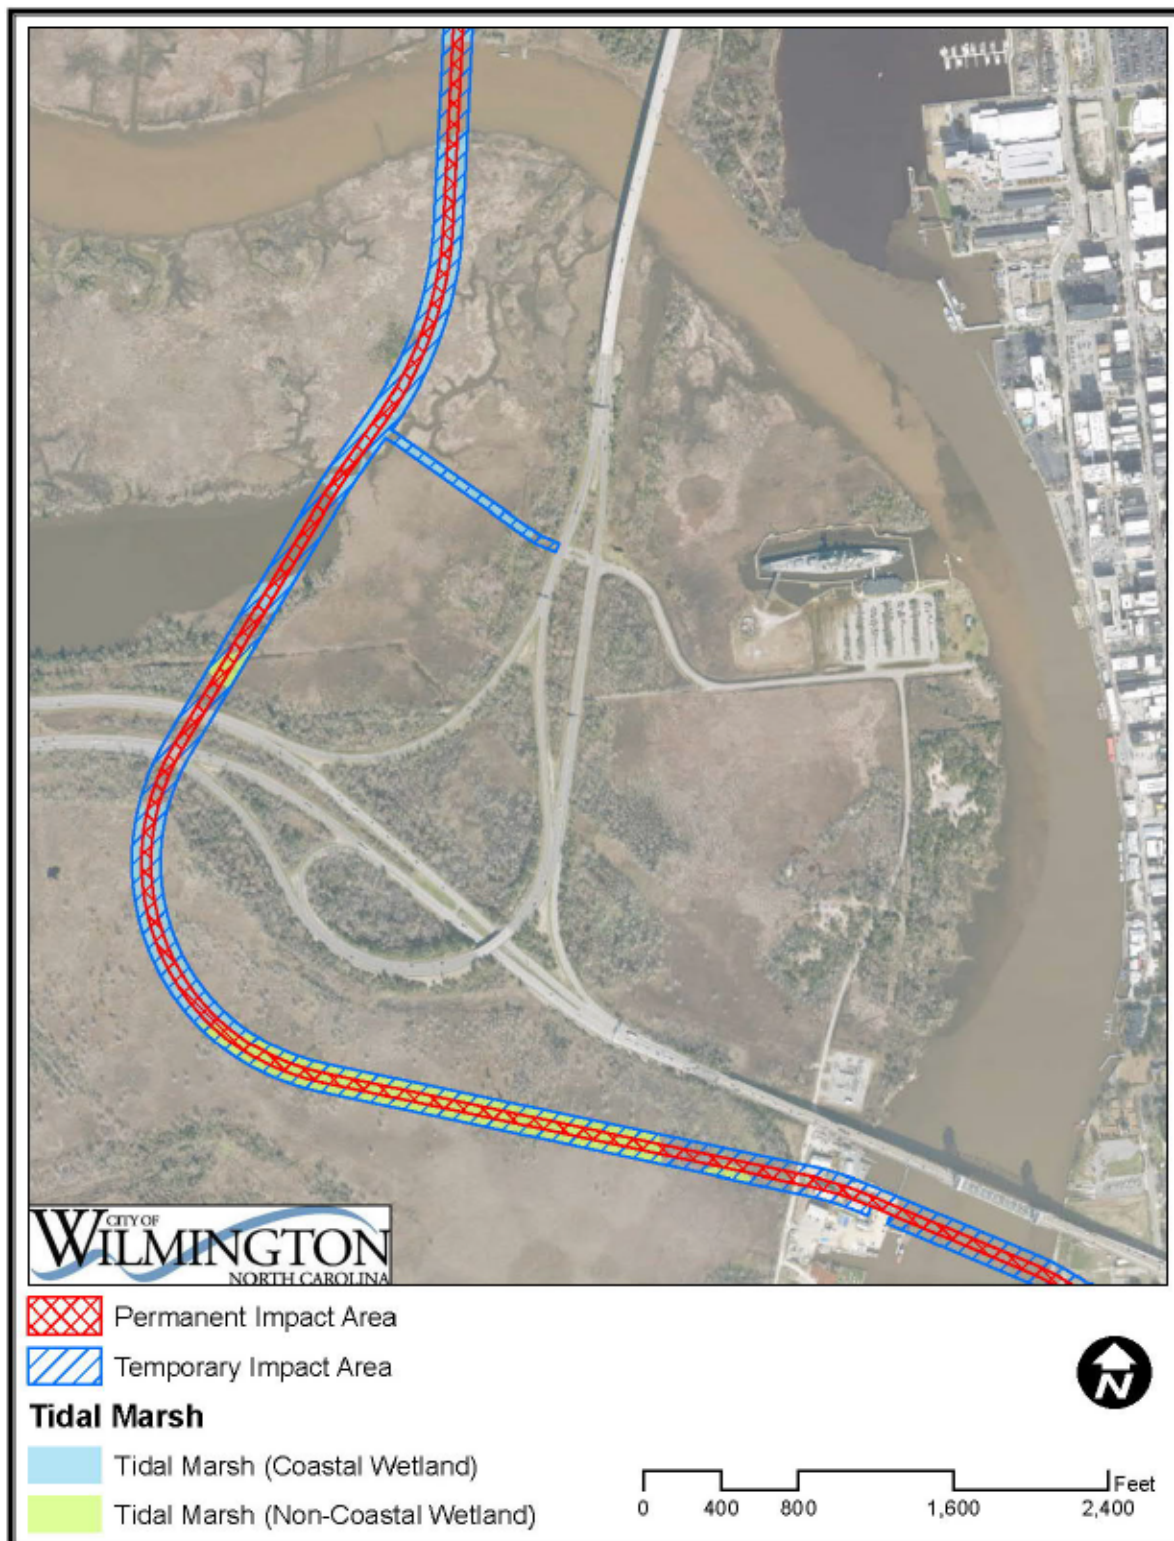 CITY OF
WILMINGTON
NORTH CAROLINA
Permanent Impact Area
Temporary Impact Area
N
Tidal Marsh
Tidal Marsh (Coastal Wetland)
Tidal Marsh (Non-Coastal Wetland)
Feet
0 400 800 1,600 2,400